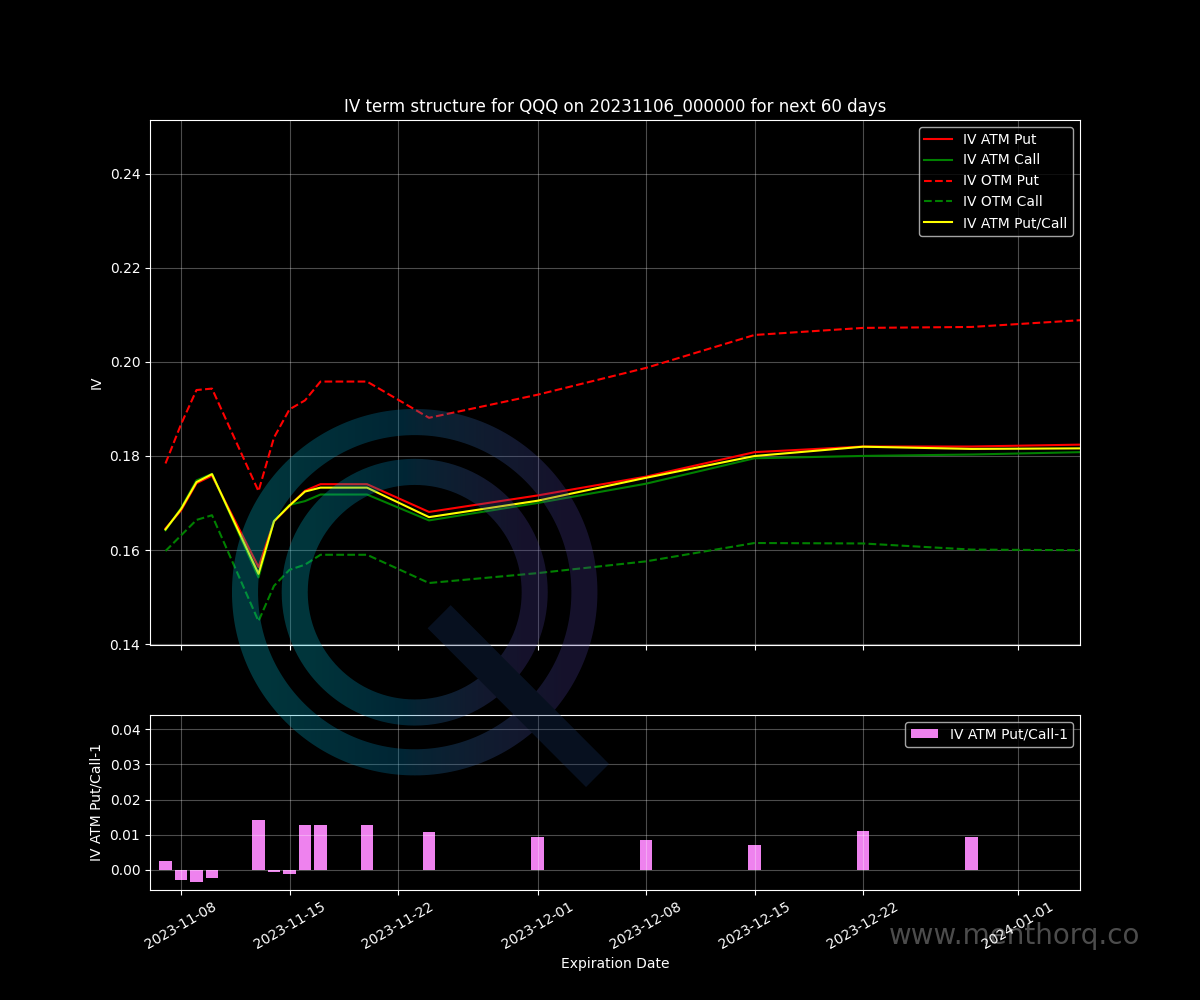 IV term structure for QQQ on 20231106_000000 for next 60 days
IV ATM Put
IV ATM Call
IV OTM Put
IV OTM Call
IV ATM Put/Call
0.24
0.22
0.20
0.18
0.16
0.14
IV
IV ATM Put/Call-1
0.04
0.03
0.02
0.01
0.00
IV ATM Put/Call-1
2023-11-08
2023-11-15
2023-11-22
2023-12-01
2023-12-08
2023-12-15
2023-12-22
2024-01-01
www.menthorq.co
Expiration Date